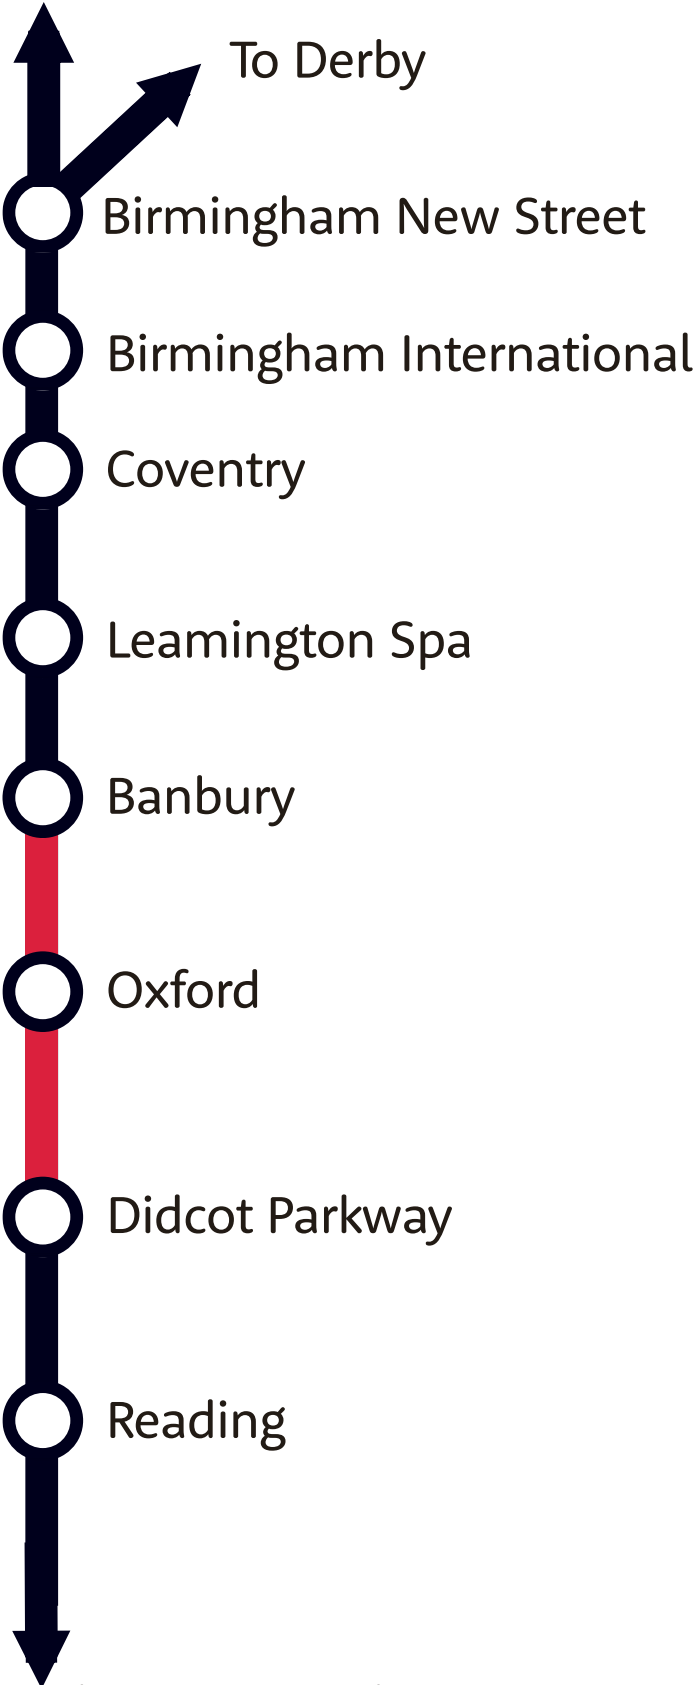 To Derby
Birmingham New Street
Birmingham International
Coventry
Leamington Spa
Banbury
Oxford
Didcot Parkway
Reading